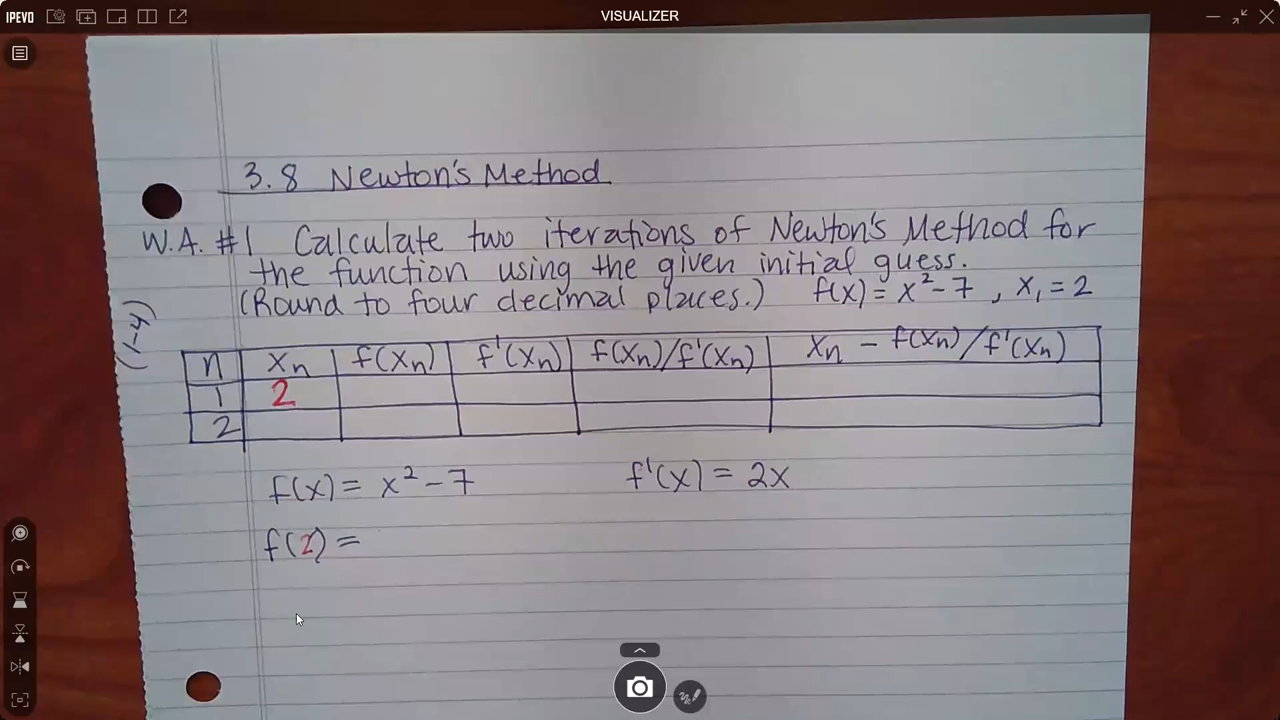 IPEVO
VISUALIZER
3.8 Newton's Method
W.A. #1 Calculate two iterations of Newton's Method for
the function using the given initial guess.
(Round to four decimal places.) f(x) = x² - 7 , x₁ = 2
(1-4)
n xₙ f(xₙ) f'(xₙ) f(xₙ)/f'(xₙ) xₙ - f(xₙ)/f'(xₙ)
1 2
2
f(x) = x² - 7 f'(x) = 2x
f(2) =